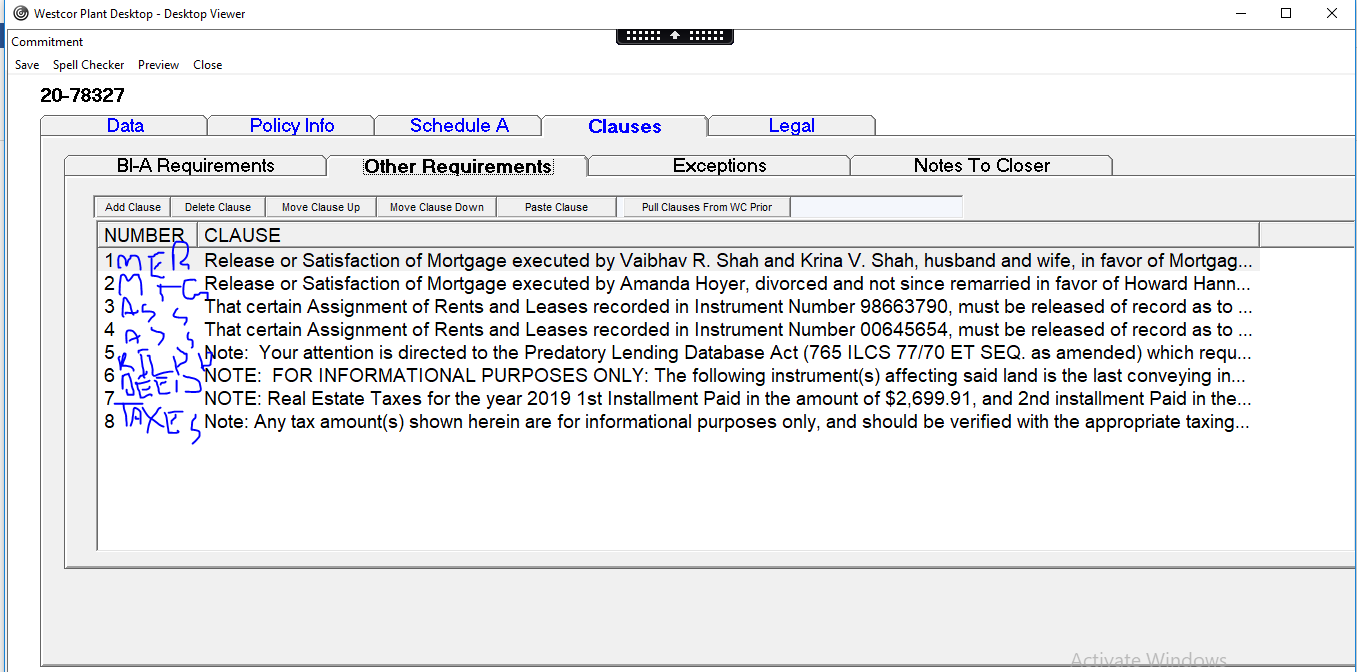 Westcor Plant Desktop - Desktop Viewer
Commitment
Save Spell Checker Preview Close
20-78327
Data Policy Info Schedule A Clauses Legal
BI-A Requirements Other Requirements Exceptions Notes To Closer
Add Clause Delete Clause Move Clause Up Move Clause Down Paste Clause Pull Clauses From WC Prior
NUMBER CLAUSE
1 MER Release or Satisfaction of Mortgage executed by Vaibhav R. Shah and Krina V. Shah, husband and wife, in favor of Mortgag...
2 MTG Release or Satisfaction of Mortgage executed by Amanda Hoyer, divorced and not since remarried in favor of Howard Hann...
3 ASS That certain Assignment of Rents and Leases recorded in Instrument Number 98663790, must be released of record as to ...
4 ASS That certain Assignment of Rents and Leases recorded in Instrument Number 00645654, must be released of record as to ...
5 Note: Your attention is directed to the Predatory Lending Database Act (765 ILCS 77/70 ET SEQ. as amended) which requ...
6 DEED NOTE: FOR INFORMATIONAL PURPOSES ONLY: The following instrument(s) affecting said land is the last conveying in...
7 NOTE: Real Estate Taxes for the year 2019 1st Installment Paid in the amount of $2,699.91, and 2nd installment Paid in the...
8 TAXES Note: Any tax amount(s) shown herein are for informational purposes only, and should be verified with the appropriate taxing...
Activate Windows